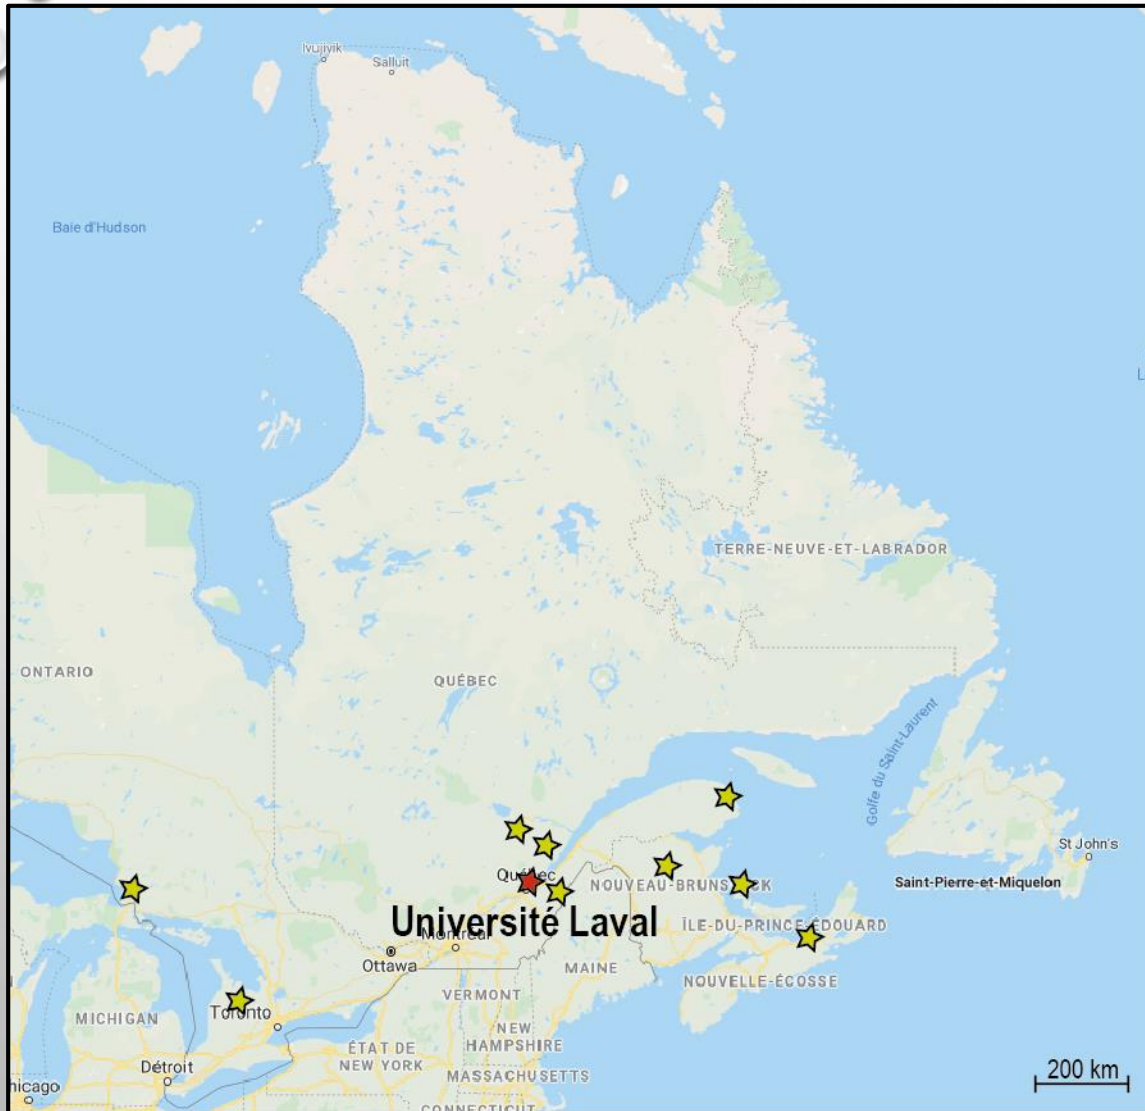 Ivujivik
Salluit
Baie d'Hudson
TERRE-NEUVE-ET-LABRADOR
ONTARIO
QUÉBEC
Golfe du Saint-Laurent
St John's
Québec
Saint-Pierre-et-Miquelon
NOUVEAU-BRUNSWICK
Université Laval
ÎLE-DU-PRINCE-ÉDOUARD
Montréal
Ottawa
MAINE
NOUVELLE-ÉCOSSE
VERMONT
Toronto
MICHIGAN
NEW
HAMPSHIRE
ÉTAT DE
NEW YORK
Détroit
200 km
MASSACHUSETTS
hicago
CONNECTICUT